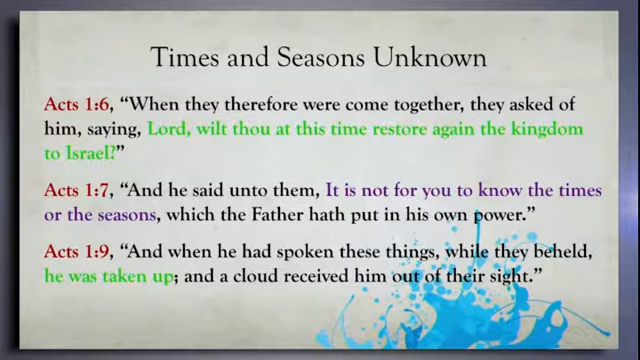 Times and Seasons Unknown
Acts 1:6, “When they therefore were come together, they asked of
him, saying, Lord, wilt thou at this time restore again the kingdom
to Israel?”
Acts 1:7, “And he said unto them, It is not for you to know the times
or the seasons, which the Father hath put in his own power.”
Acts 1:9, “And when he had spoken these things, while they beheld,
he was taken up; and a cloud received him out of their sight.”